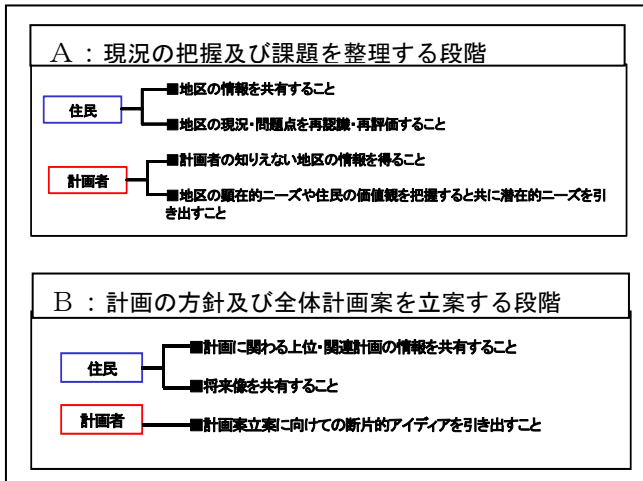 A：現況の把握及び課題を整理する段階
住民
■地区の情報を共有すること
■地区の現況・問題点を再認識・再評価すること
計画者
■計画者の知りえない地区の情報を得ること
■地区の顕在的ニーズや住民の価値観を把握すると共に潜在的ニーズを引
き出すこと
B：計画の方針及び全体計画案を立案する段階
住民
■計画に関わる上位・関連計画の情報を共有すること
■将来像を共有すること
計画者
■計画案立案に向けての断片的アイディアを引き出すこと